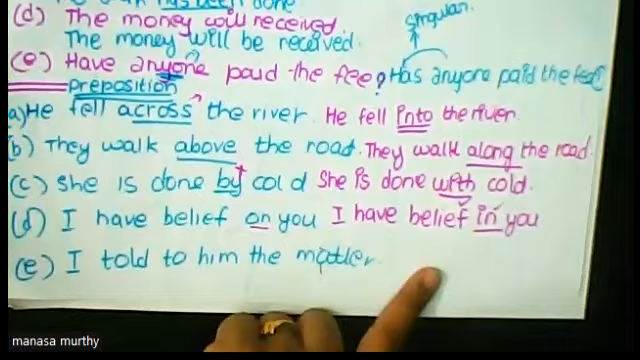 has been done
singular.
(d) The money will received.
The money will be received.
(e) Have anyone paid the fee? Has anyone paid the fee?
preposition
a) He fell across the river. He fell into the river.
(b) They walk above the road. They walk along the road.
(c) she is done by cold She is done with cold.
(d) I have belief on you I have belief in you
(e) I told to him the matter.
manasa murthy